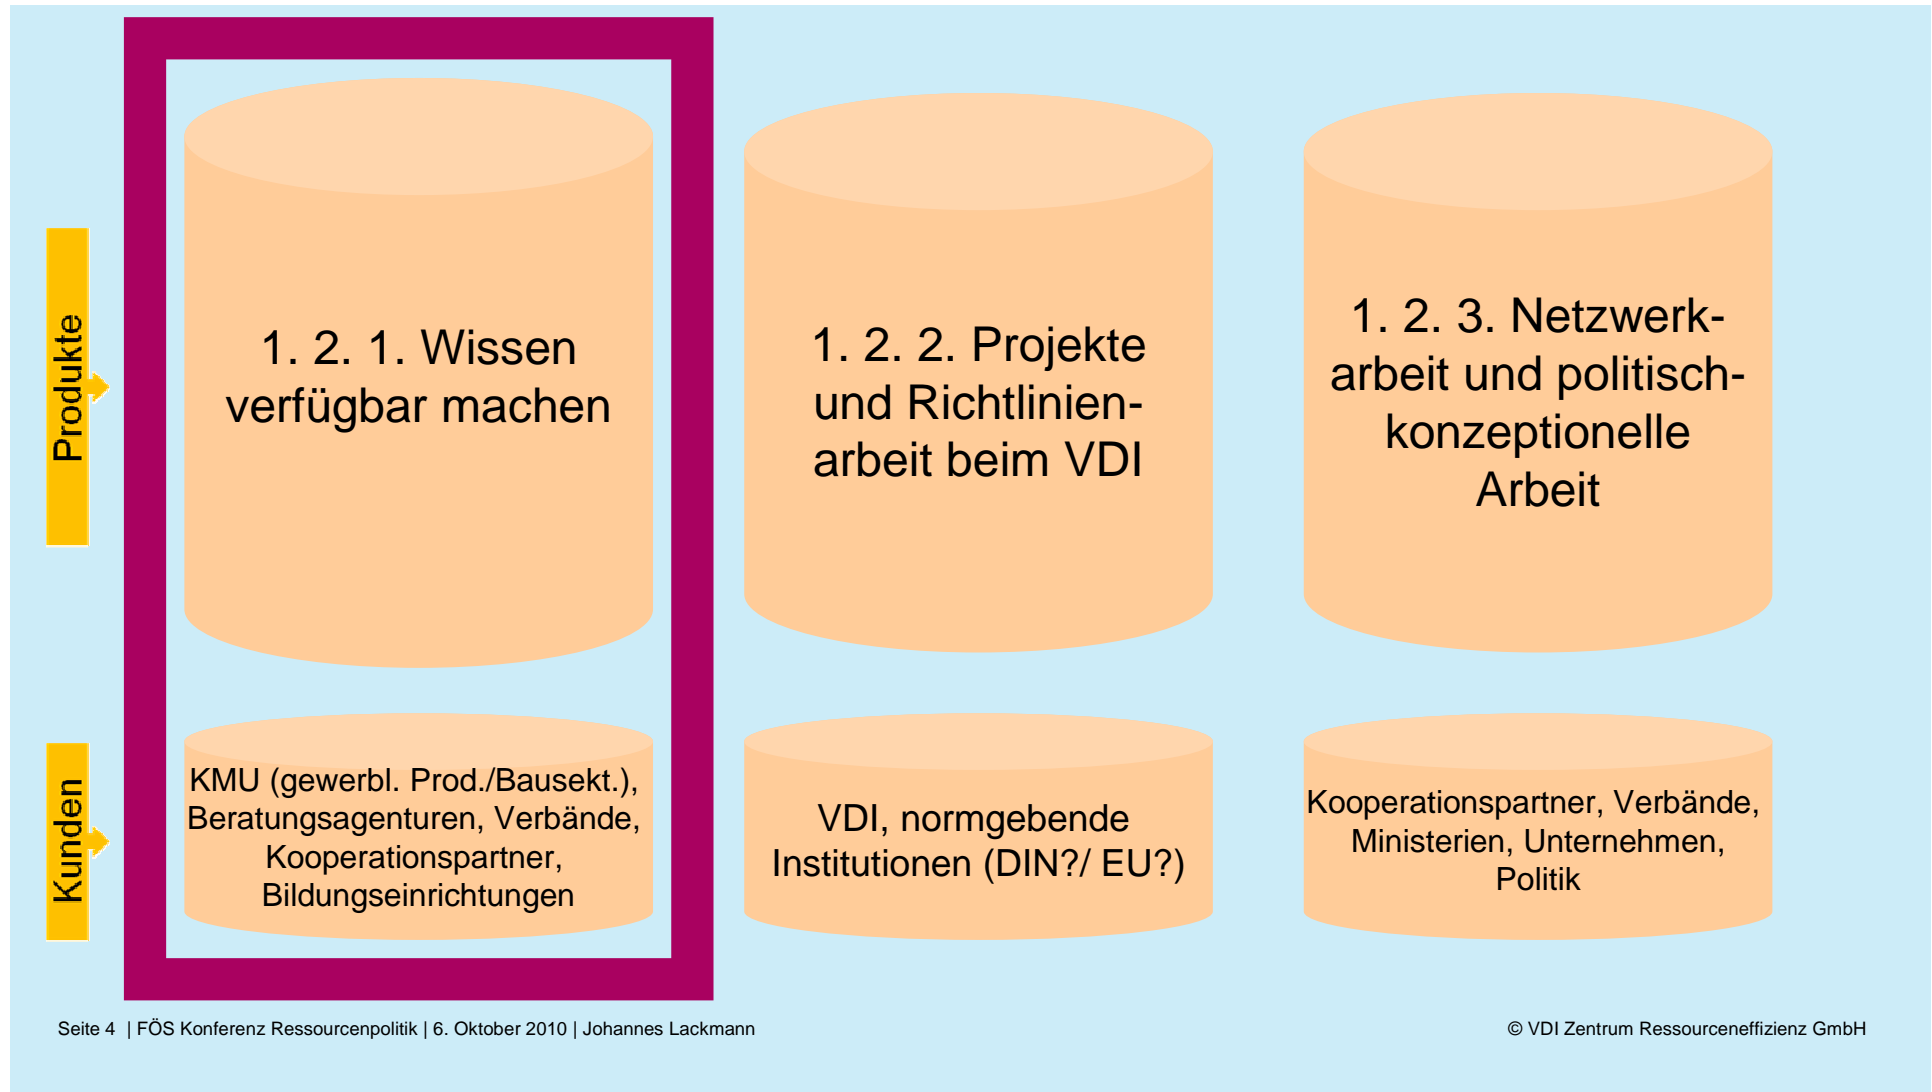 Produkte
1. 2. 1. Wissen
verfügbar machen
1. 2. 2. Projekte
und Richtlinien-
arbeit beim VDI
1. 2. 3. Netzwerk-
arbeit und politisch-
konzeptionelle
Arbeit
Kunden
KMU (gewerbl. Prod./Bausekt.),
Beratungsagenturen, Verbände,
Kooperationspartner,
Bildungseinrichtungen
VDI, normgebende
Institutionen (DIN?/ EU?)
Kooperationspartner, Verbände,
Ministerien, Unternehmen,
Politik
Seite 4 | FÖS Konferenz Ressourcenpolitik | 6. Oktober 2010 | Johannes Lackmann
© VDI Zentrum Ressourceneffizienz GmbH